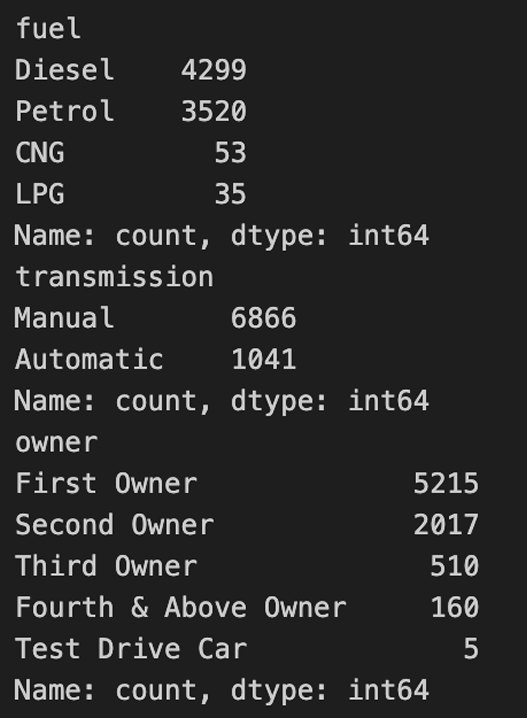 fuel
Diesel    4299
Petrol    3520
CNG         53
LPG         35
Name: count, dtype: int64
transmission
Manual       6866
Automatic    1041
Name: count, dtype: int64
owner
First Owner             5215
Second Owner            2017
Third Owner              510
Fourth & Above Owner     160
Test Drive Car             5
Name: count, dtype: int64